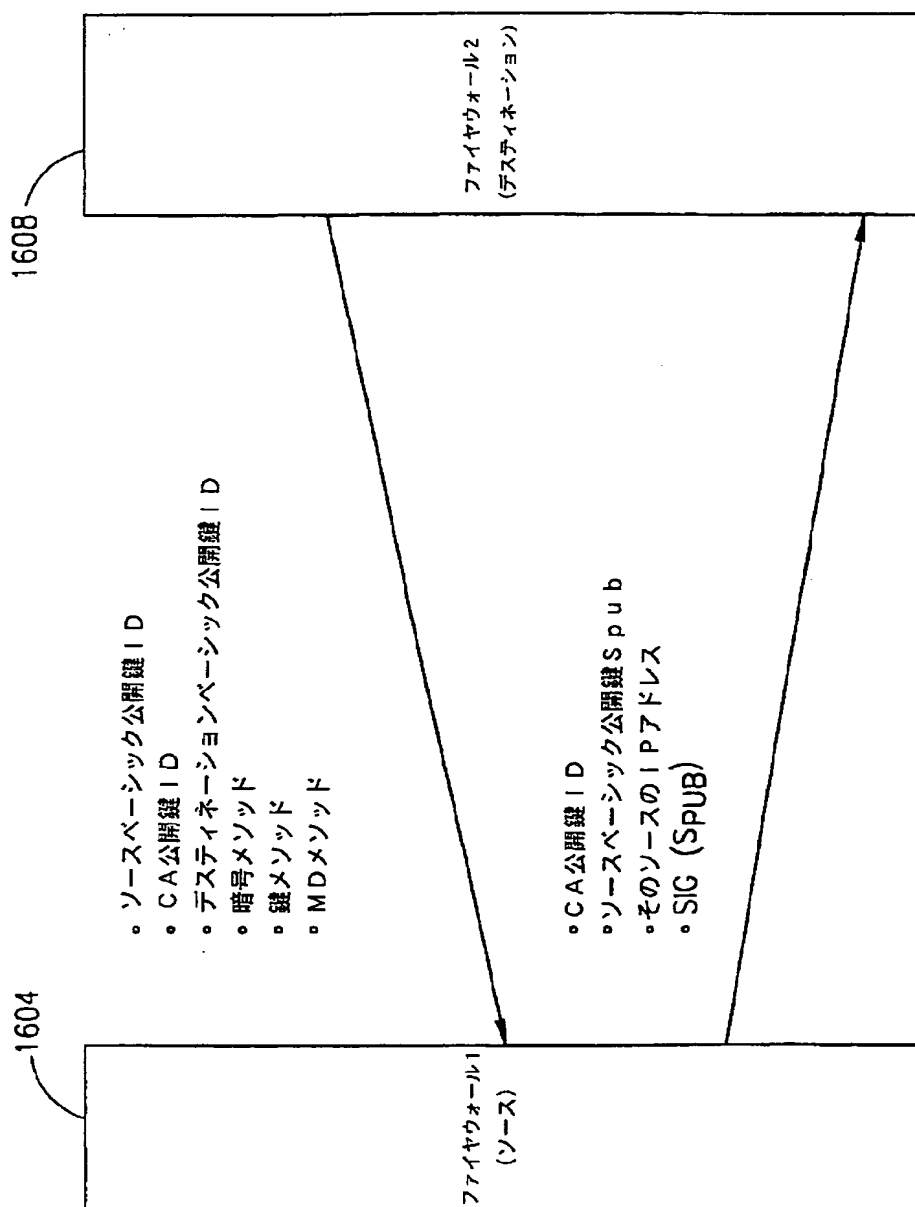 1604
1608
ファイヤウォール1
(ソース)
ファイヤウォール2
(デスティネーション)
• ソースベーシック公開鍵ID
• CA公開鍵ID
• デスティネーションベーシック公開鍵ID
• 暗号メソッド
• 鍵メソッド
• MDメソッド
• CA公開鍵ID
• ソースベーシック公開鍵Spub
• そのソースのIPアドレス
• SIG (SPUB)